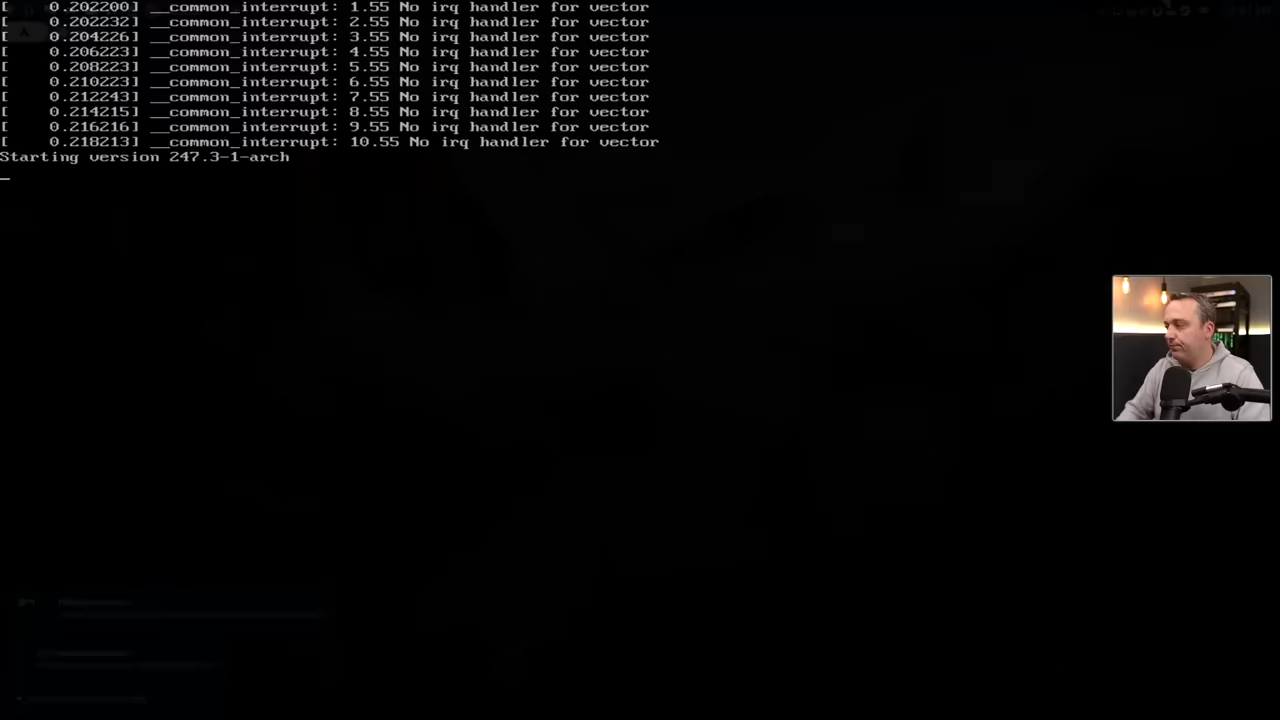 [    0.202200] __common_interrupt: 1.55 No irq handler for vector
[    0.202232] __common_interrupt: 2.55 No irq handler for vector
[    0.204226] __common_interrupt: 3.55 No irq handler for vector
[    0.206223] __common_interrupt: 4.55 No irq handler for vector
[    0.208223] __common_interrupt: 5.55 No irq handler for vector
[    0.210223] __common_interrupt: 6.55 No irq handler for vector
[    0.212243] __common_interrupt: 7.55 No irq handler for vector
[    0.214215] __common_interrupt: 8.55 No irq handler for vector
[    0.216216] __common_interrupt: 9.55 No irq handler for vector
[    0.218213] __common_interrupt: 10.55 No irq handler for vector
Starting version 247.3-1-arch
_